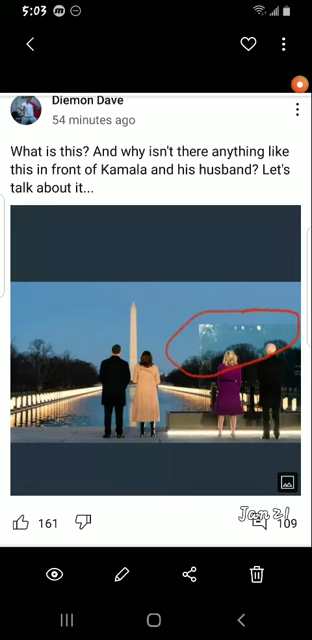 5:03
Diemon Dave
54 minutes ago
What is this? And why isn't there anything like
this in front of Kamala and his husband? Let's
talk about it...
Jan 21
161
109